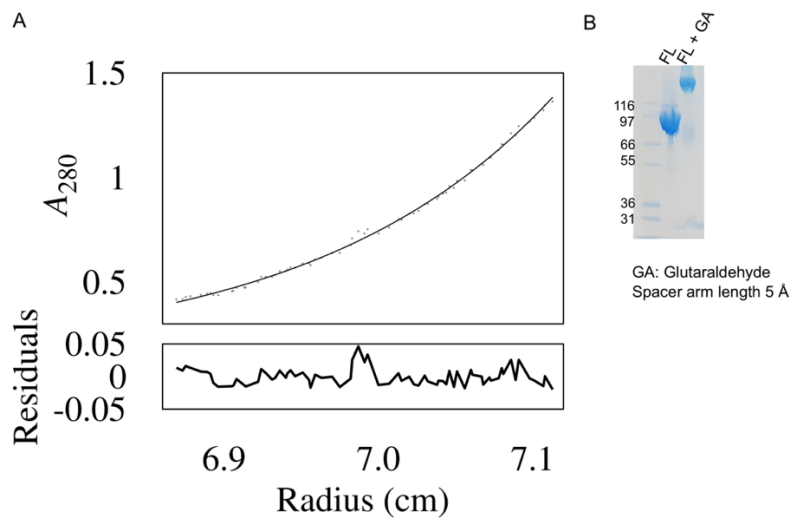 A
1.5
1
0.5
A280
0.05
0
-0.05
Residuals
6.9
7.0
7.1
Radius (cm)
B
FL
FL + GA
116
97
66
55
36
31
GA: Glutaraldehyde
Spacer arm length 5 Å